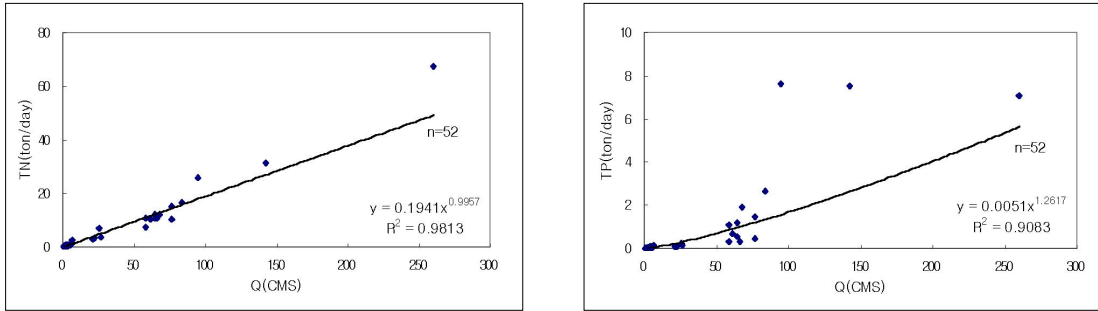 80
60
40
20
0
TN(ton/day)
0 50 100 150 200 250 300
Q(CMS)
n=52
y = 0.1941x^0.9957
R² = 0.9813
10
8
6
4
2
0
TP(ton/day)
0 50 100 150 200 250 300
Q(CMS)
n=52
y = 0.0051x^1.2617
R² = 0.9083